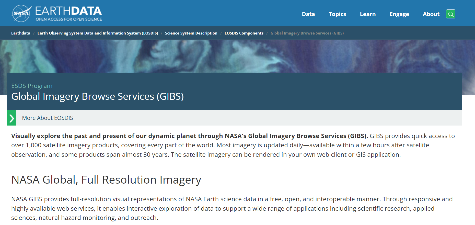 EARTHDATA
OPEN ACCESS FOR OPEN SCIENCE
Data Topics Learn Engage About
Earthdata Earth Observing System Data and Information System (EOSDIS) Science System Description EOSDIS Components Global Imagery Browse Services (GIBS)
ESDS Program
Global Imagery Browse Services (GIBS)
More About EOSDIS
Visually explore the past and present of our dynamic planet through NASA's Global Imagery Browse Services (GIBS). GIBS provides quick access to
over 1,000 satellite imagery products, covering every part of the world. Most imagery is updated daily—available within a few hours after satellite
observation, and some products span almost 30 years. The satellite imagery can be rendered in your own web client or GIS application.
NASA Global, Full Resolution Imagery
NASA GIBS provides full-resolution visual representations of NASA Earth science data in a free, open, and interoperable manner. Through responsive and
highly available web services, it enables interactive exploration of data to support a wide range of applications including scientific research, applied
sciences, natural hazard monitoring, and outreach.